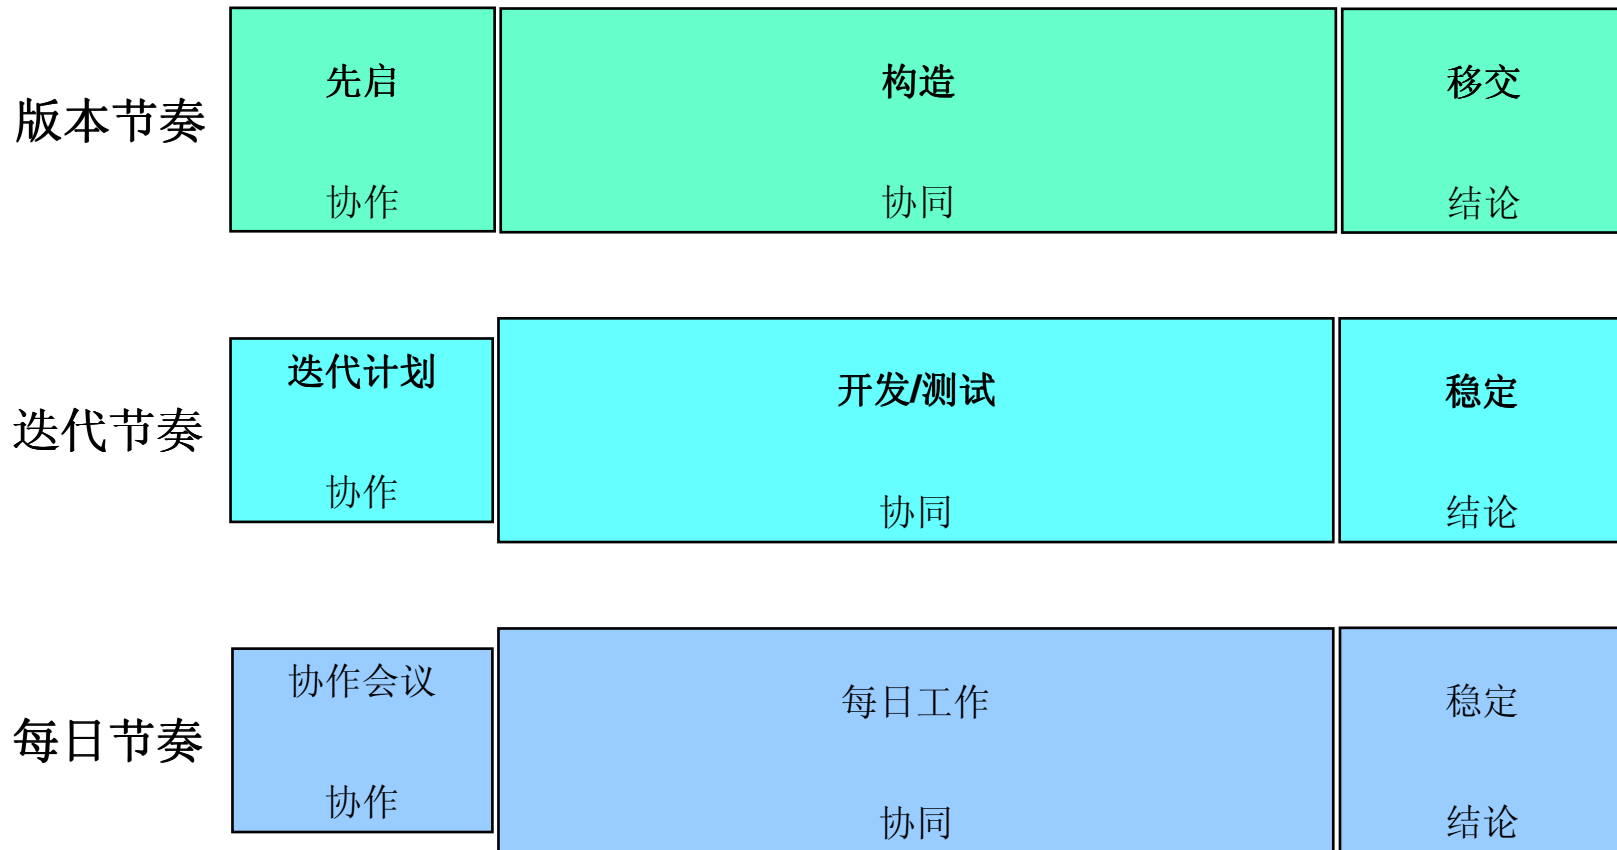 版本节奏
先启
协作
构造
协同
移交
结论
迭代节奏
迭代计划
协作
开发/测试
协同
稳定
结论
每日节奏
协作会议
协作
每日工作
协同
稳定
结论